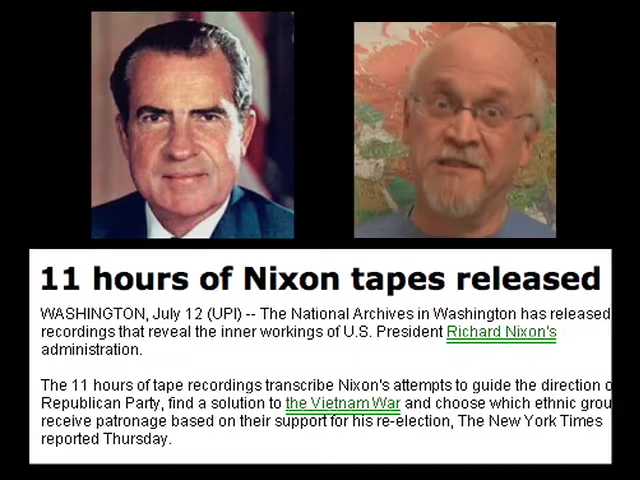 11 hours of Nixon tapes released
WASHINGTON, July 12 (UPI) -- The National Archives in Washington has released
recordings that reveal the inner workings of U.S. President Richard Nixon's
administration.
The 11 hours of tape recordings transcribe Nixon's attempts to guide the direction o
Republican Party, find a solution to the Vietnam War and choose which ethnic grou
receive patronage based on their support for his re-election, The New York Times
reported Thursday.